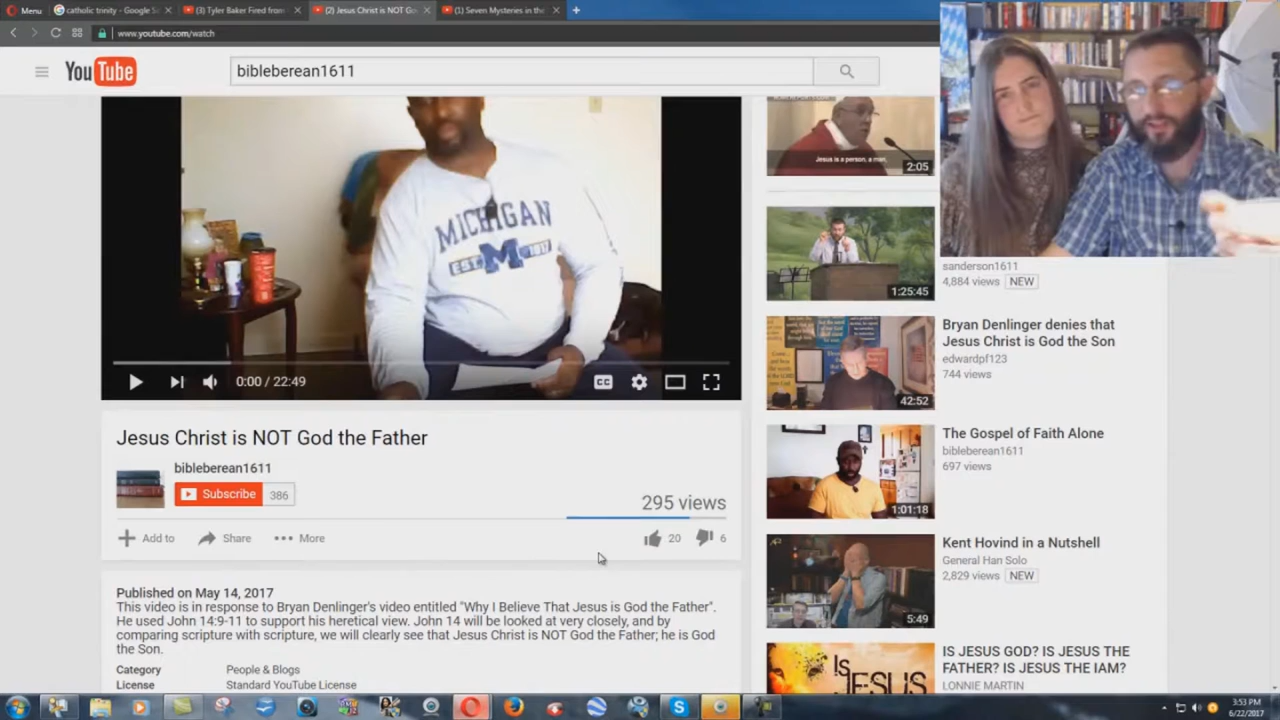 Menu
catholic trinity - Google S
(3) Tyler Baker Fired from
(2) Jesus Christ is NOT Go
(1) Seven Mysteries in the
www.youtube.com/watch
YouTube
bibleberean1611
MICHIGAN
EST. M 1817
0:00 / 22:49
CC
Jesus Christ is NOT God the Father
bibleberean1611
Subscribe 386
295 views
Add to
Share
More
20
6
Published on May 14, 2017
This video is in response to Bryan Denlinger's video entitled "Why I Believe That Jesus is God the Father".
He used John 14:9-11 to support his heretical view. John 14 will be looked at very closely, and by
comparing scripture with scripture, we will clearly see that Jesus Christ is NOT God the Father; he is God
the Son.
Category People & Blogs
License Standard YouTube License
Jesus is a person, a man,
2:05
1:25:45
sanderson1611
4,884 views NEW
42:52
Bryan Denlinger denies that
Jesus Christ is God the Son
edwardpf123
744 views
1:01:18
The Gospel of Faith Alone
bibleberean1611
697 views
5:49
Kent Hovind in a Nutshell
General Han Solo
2,829 views NEW
Is
JESUS
IS JESUS GOD? IS JESUS THE
FATHER? IS JESUS THE IAM?
LONNIE MARTIN
3:53 PM
6/22/2017